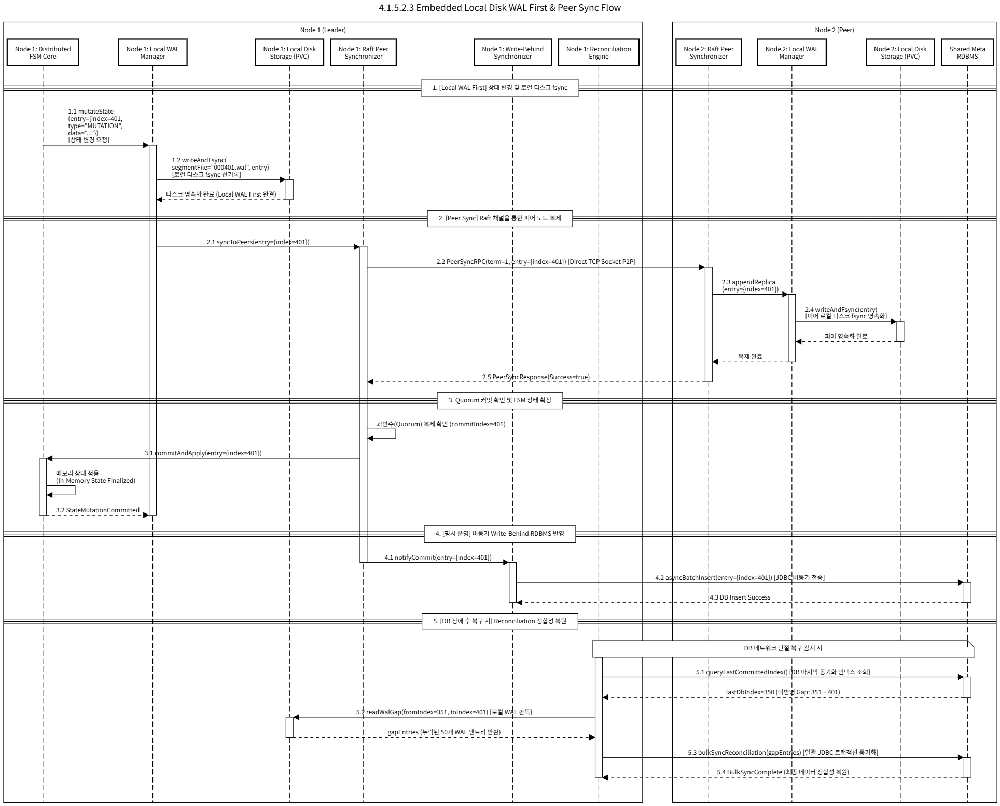 4.1.5.2.3 Embedded Local Disk WAL First & Peer Sync Flow
Node 1 (Leader)
Node 2 (Peer)
Node 1: Distributed
FSM Core
Node 1: Local WAL
Manager
Node 1: Local Disk
Storage (PVC)
Node 1: Raft Peer
Synchronizer
Node 1: Write-Behind
Synchronizer
Node 1: Reconciliation
Engine
Node 2: Raft Peer
Synchronizer
Node 2: Local WAL
Manager
Node 2: Local Disk
Storage (PVC)
Shared Meta
RDBMS
1. [Local WAL First] 상태 변경 및 로컬 디스크 fsync
1.1 mutateState
(entry={index=401,
type="MUTATION",
data="..."})
[상태 변경 요청]
1.2 writeAndFsync(
segmentFile="000401.wal", entry)
[로컬 디스크 fsync 선기록]
디스크 영속화 완료 (Local WAL First 완결)
2. [Peer Sync] Raft 채널을 통한 피어 노드 복제
2.1 syncToPeers(entry={index=401})
2.2 PeerSyncRPC(term=1, entry={index=401}) [Direct TCP Socket P2P]
2.3 appendReplica
(entry={index=401})
2.4 writeAndFsync(entry)
[피어 로컬 디스크 fsync 영속화]
피어 영속화 완료
복제 완료
2.5 PeerSyncResponse(Success=true)
3. Quorum 커밋 확인 및 FSM 상태 확정
과반수(Quorum) 복제 확인 (commitIndex=401)
3.1 commitAndApply(entry={index=401})
메모리 상태 적용
(In-Memory State Finalized)
3.2 StateMutationCommitted
4. [평시 운영] 비동기 Write-Behind RDBMS 반영
4.1 notifyCommit(entry={index=401})
4.2 asyncBatchInsert(entry={index=401}) [JDBC 비동기 전송]
4.3 DB Insert Success
5. [DB 장애 후 복구 시] Reconciliation 정합성 복원
DB 네트워크 단절 복구 감지 시
5.1 queryLastCommittedIndex() [DB 마지막 동기화 인덱스 조회]
lastDbIndex=350 (미반영 Gap: 351 ~ 401)
5.2 readWalGap(fromIndex=351, toIndex=401) [로컬 WAL 판독]
gapEntries (누락된 50개 WAL 엔트리 반환)
5.3 bulkSyncReconciliation(gapEntries) [일괄 JDBC 트랜잭션 동기화]
5.4 BulkSyncComplete (최종 데이터 정합성 복원)